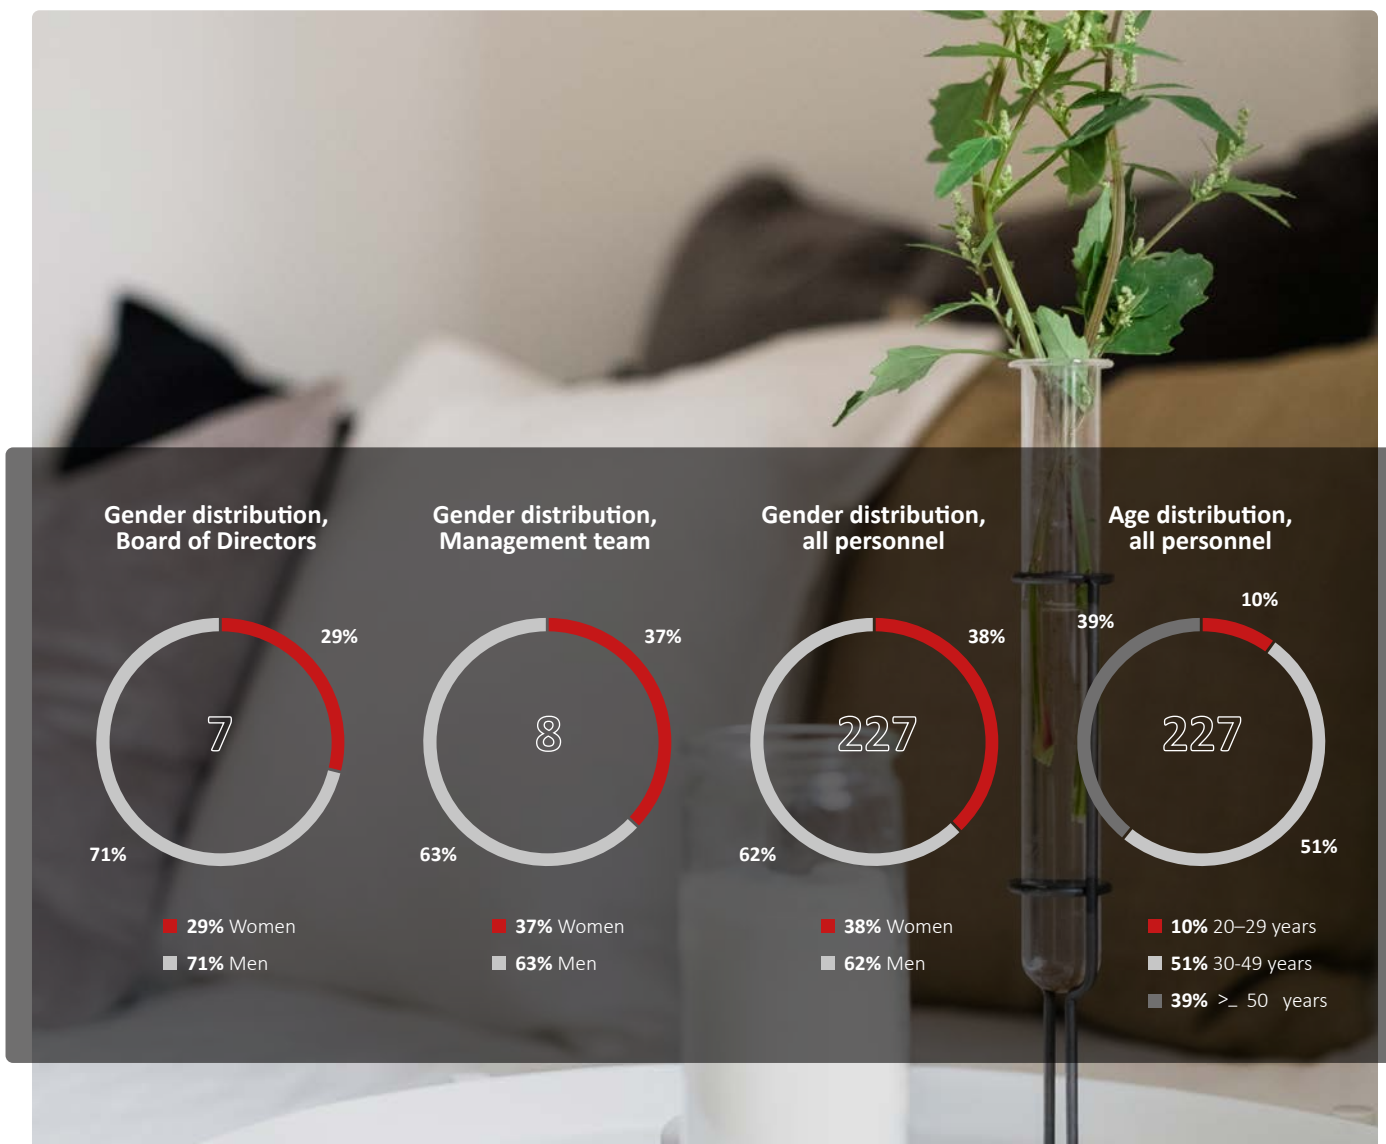 Gender distribution,
Board of Directors
29%
7
71%
29% Women
71% Men
Gender distribution,
Management team
37%
8
63%
37% Women
63% Men
Gender distribution,
all personnel
38%
227
62%
38% Women
62% Men
Age distribution,
all personnel
10%
39%
227
51%
10% 20–29 years
51% 30-49 years
39% >_ 50 years